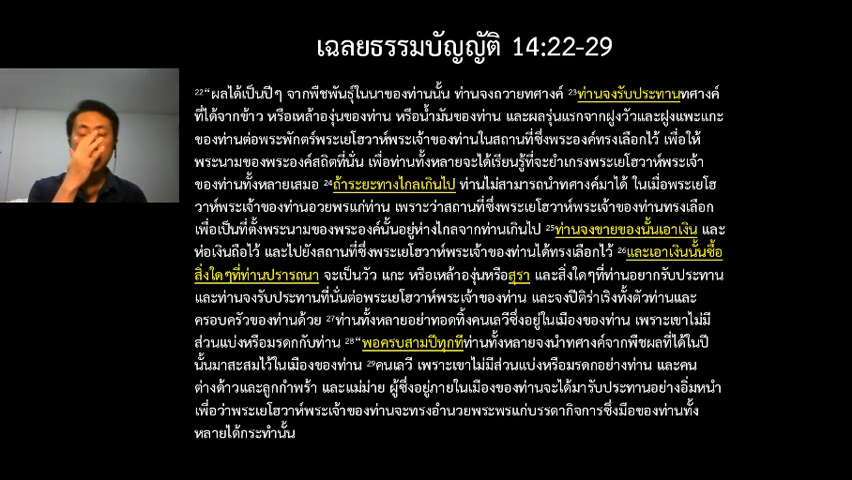 เฉลยธรรมบัญญัติ 14:22-29
22“ผลได้เป็นปีๆ จากพืชพันธุ์ในนาของท่านนั้น ท่านจงถวายทศางค์ 23ท่านจงรับประทานทศางค์
ที่ได้จากข้าว หรือเหล้าองุ่นของท่าน หรือน้ำมันของท่าน และผลรุ่นแรกจากฝูงวัวและฝูงแพะแกะ
ของท่านต่อพระพักตร์พระเยโฮวาห์พระเจ้าของท่านในสถานที่ซึ่งพระองค์ทรงเลือกไว้ เพื่อให้
พระนามของพระองค์สถิตที่นั่น เพื่อท่านทั้งหลายจะได้เรียนรู้ที่จะยำเกรงพระเยโฮวาห์พระเจ้า
ของท่านทั้งหลายเสมอ 24ถ้าระยะทางไกลเกินไป ท่านไม่สามารถนำทศางค์มาได้ ในเมื่อพระเยโฮ
วาห์พระเจ้าของท่านอวยพรแก่ท่าน เพราะว่าสถานที่ซึ่งพระเยโฮวาห์พระเจ้าของท่านทรงเลือก
เพื่อเป็นที่ตั้งพระนามของพระองค์นั้นอยู่ห่างไกลจากท่านเกินไป 25ท่านจงขายของนั้นเอาเงิน และ
ห่อเงินถือไว้ และไปยังสถานที่ซึ่งพระเยโฮวาห์พระเจ้าของท่านได้ทรงเลือกไว้ 26และเอาเงินนั้นซื้อ
สิ่งใดๆที่ท่านปรารถนา จะเป็นวัว แกะ หรือเหล้าองุ่นหรือสุรา และสิ่งใดๆที่ท่านอยากรับประทาน
และท่านจงรับประทานที่นั่นต่อพระเยโฮวาห์พระเจ้าของท่าน และจงปีติร่าเริงทั้งตัวท่านและ
ครอบครัวของท่านด้วย 27ท่านทั้งหลายอย่าทอดทิ้งคนเลวีซึ่งอยู่ในเมืองของท่าน เพราะเขาไม่มี
ส่วนแบ่งหรือมรดกกับท่าน 28“พอครบสามปีทุกทีท่านทั้งหลายจงนำทศางค์จากพืชผลที่ได้ในปี
นั้นมาสะสมไว้ในเมืองของท่าน 29คนเลวี เพราะเขาไม่มีส่วนแบ่งหรือมรดกอย่างท่าน และคน
ต่างด้าวและลูกกำพร้า และแม่ม่าย ผู้ซึ่งอยู่ภายในเมืองของท่านจะได้มารับประทานอย่างอิ่มหนำ
เพื่อว่าพระเยโฮวาห์พระเจ้าของท่านจะทรงอำนวยพระพรแก่บรรดากิจการซึ่งมือของท่านทั้ง
หลายได้กระทำนั้น